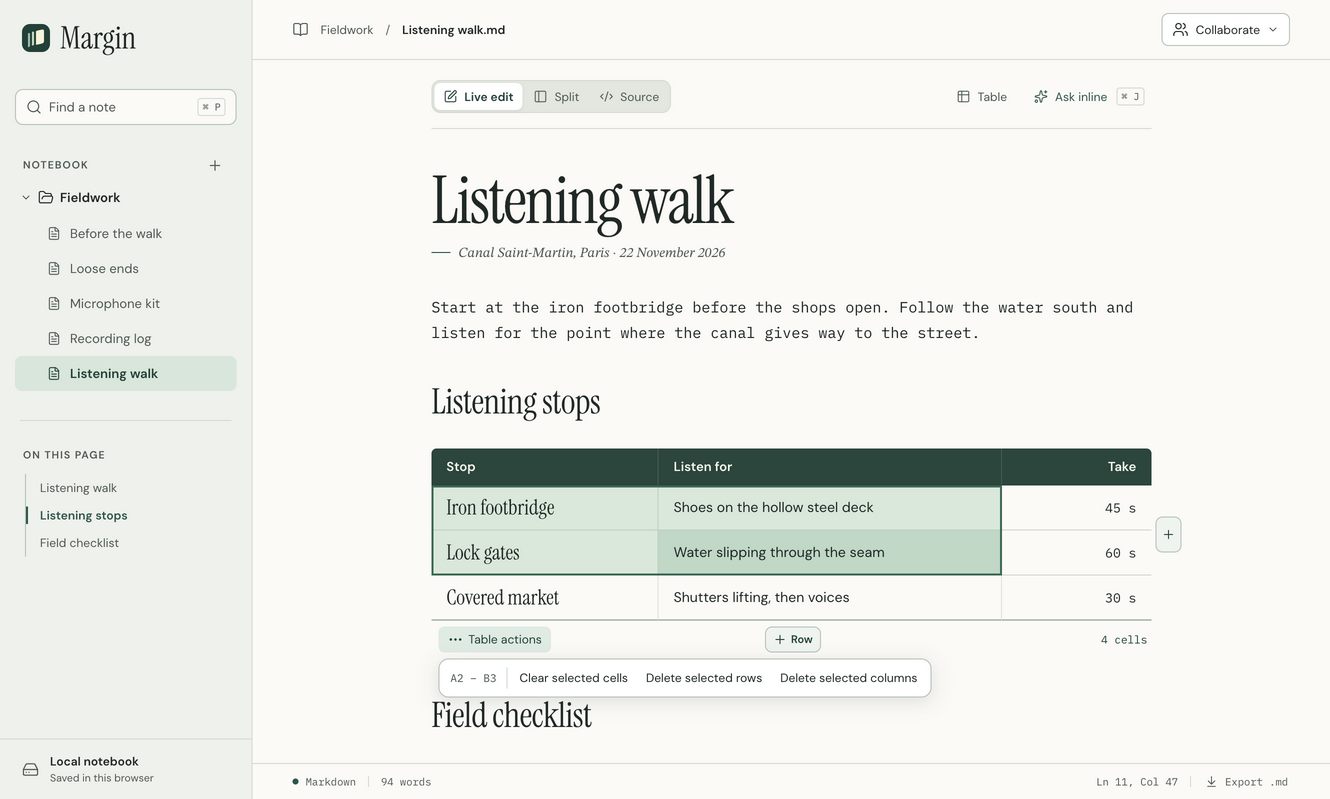 Margin
Find a note ⌘ P
NOTEBOOK
Fieldwork
Before the walk
Loose ends
Microphone kit
Recording log
Listening walk
ON THIS PAGE
Listening walk
Listening stops
Field checklist
Local notebook
Saved in this browser
Fieldwork / Listening walk.md
Collaborate
Live edit Split Source
Table Ask inline ⌘ J
Listening walk
— Canal Saint-Martin, Paris · 22 November 2026
Start at the iron footbridge before the shops open. Follow the water south and
listen for the point where the canal gives way to the street.
Listening stops
Stop Listen for Take
Iron footbridge Shoes on the hollow steel deck 45 s
Lock gates Water slipping through the seam 60 s
Covered market Shutters lifting, then voices 30 s
Table actions + Row 4 cells
A2 – B3 Clear selected cells Delete selected rows Delete selected columns
Field checklist
Markdown 94 words
Ln 11, Col 47 Export .md